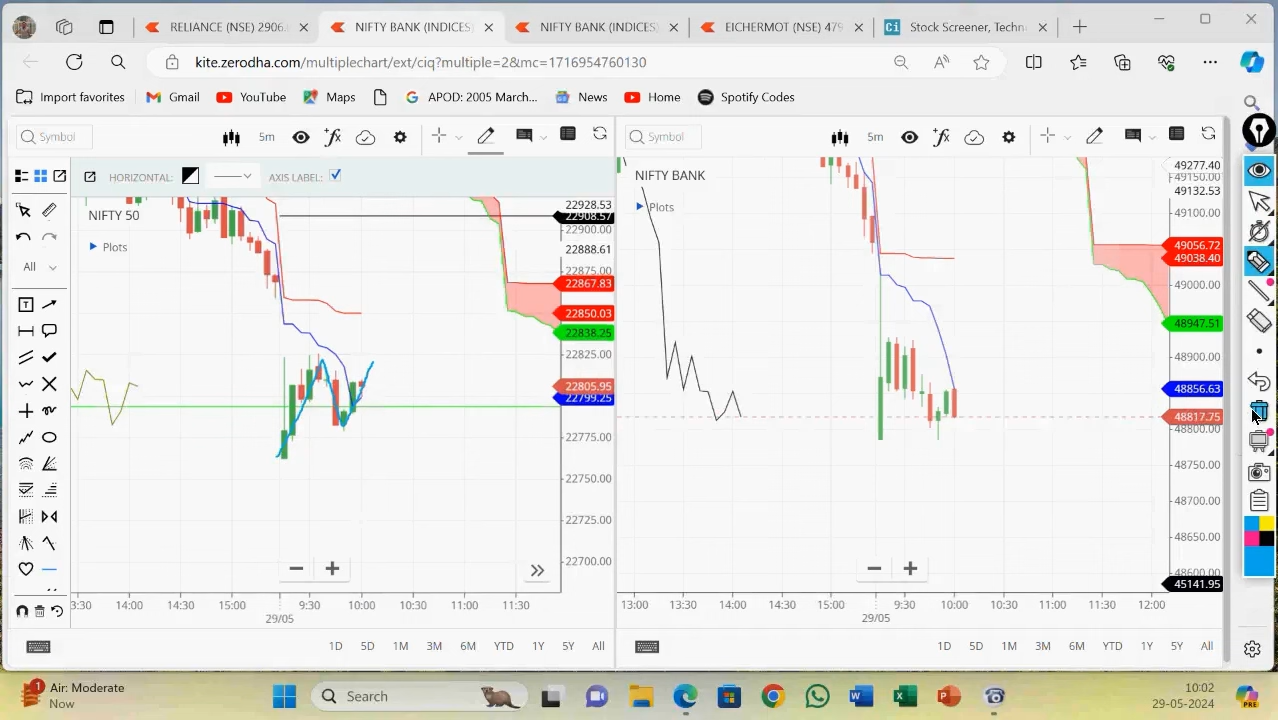 RELIANCE (NSE) 2906.
NIFTY BANK (INDICES)
NIFTY BANK (INDICES)
EICHERMOT (NSE) 479
Ci
Stock Screener, Techn
kite.zerodha.com/multiplechart/ext/ciq?multiple=2&mc=1716954760130
Import favorites
Gmail
YouTube
Maps
APOD: 2005 March...
News
Home
Spotify Codes
Symbol
5m
Symbol
5m
HORIZONTAL:
AXIS LABEL:
All
NIFTY 50
Plots
22928.53
22908.57
22900.00
22888.61
22875.00
22867.83
22850.03
22838.25
22825.00
22805.95
22799.25
22775.00
22750.00
22725.00
22700.00
3:30 14:00 14:30 15:00 9:30 10:00 10:30 11:00 11:30
29/05
1D 5D 1M 3M 6M YTD 1Y 5Y All
NIFTY BANK
Plots
49277.40
49150.00
49132.53
49100.00
49056.72
49038.40
49000.00
48947.51
48900.00
48856.63
48817.75
48800.00
48750.00
48700.00
48650.00
48600.00
45141.95
13:00 13:30 14:00 14:30 15:00 9:30 10:00 10:30 11:00 11:30 12:00
29/05
1D 5D 1M 3M 6M YTD 1Y 5Y All
1
Air: Moderate
Now
Search
PRE
10:02
29-05-2024